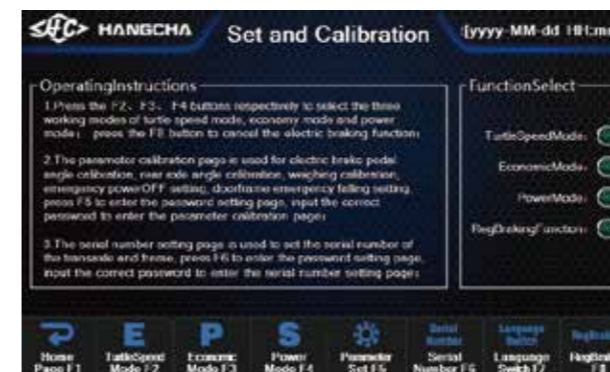 HC HANGCHA
Set and Calibration
[yyyy-MM-dd HH:mm
OperatingInstructions
1.Press the F2、F3、F4 buttons respectively to select the three
working modes of turtle speed mode, economy mode and power
mode; press the F8 button to cancel the electric braking function;
2.The parameter calibration page is used for electric brake pedal
angle calibration, rear axle angle calibration, weighing calibration,
emergency powerOFF setting, doorframe emergency falling setting,
press F5 to enter the password setting page, input the correct
password to enter the parameter calibration page;
3.The serial number setting page is used to set the serial number of
the transaxle and frame, press F6 to enter the password setting page,
input the correct password to enter the serial number setting page;
FunctionSelect
TurtleSpeedMode:
EconomicMode:
PowerMode:
RegBrakingFunction:
E P S Serial Number Language Switch RegBrak
Home Page F1
TurtleSpeed Mode F2
Economic Mode F3
Power Mode F4
Parameter Set F5
Serial Number F6
Language Switch F7
RegBrak F8